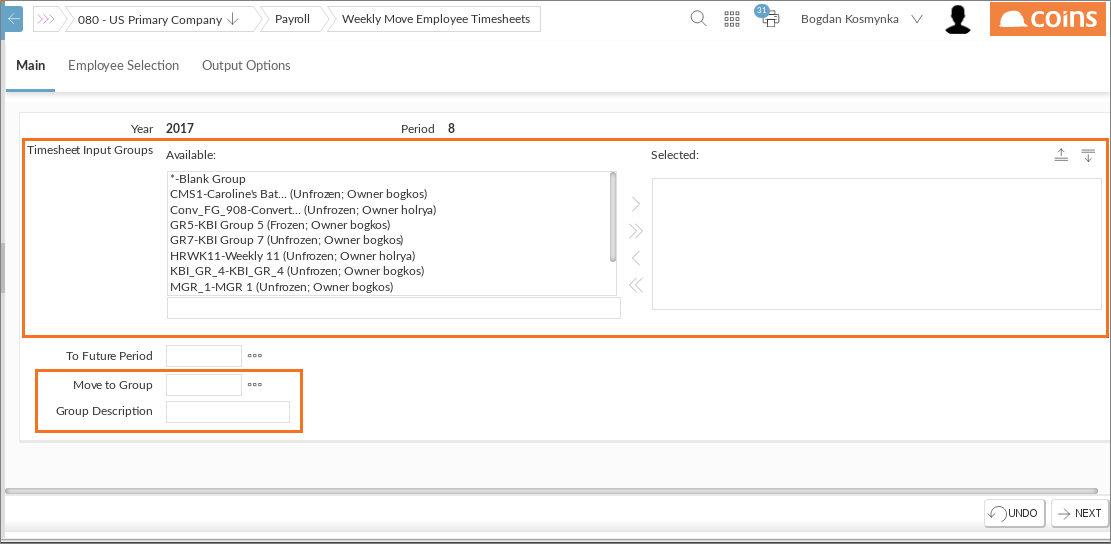 080 - US Primary Company
Payroll
Weekly Move Employee Timesheets
31
Bogdan Kosmynka
coins
Main
Employee Selection
Output Options
Year 2017
Period 8
Timesheet Input Groups
Available:
Selected:
*-Blank Group
CMS1-Caroline's Bat... (Unfrozen; Owner bogkos)
Conv_FG_908-Convert... (Unfrozen; Owner holrya)
GR5-KBI Group 5 (Frozen; Owner bogkos)
GR7-KBI Group 7 (Unfrozen; Owner bogkos)
HRWK11-Weekly 11 (Unfrozen; Owner holrya)
KBI_GR_4-KBI_GR_4 (Unfrozen; Owner bogkos)
MGR_1-MGR 1 (Unfrozen; Owner bogkos)
To Future Period
Move to Group
Group Description
UNDO
NEXT